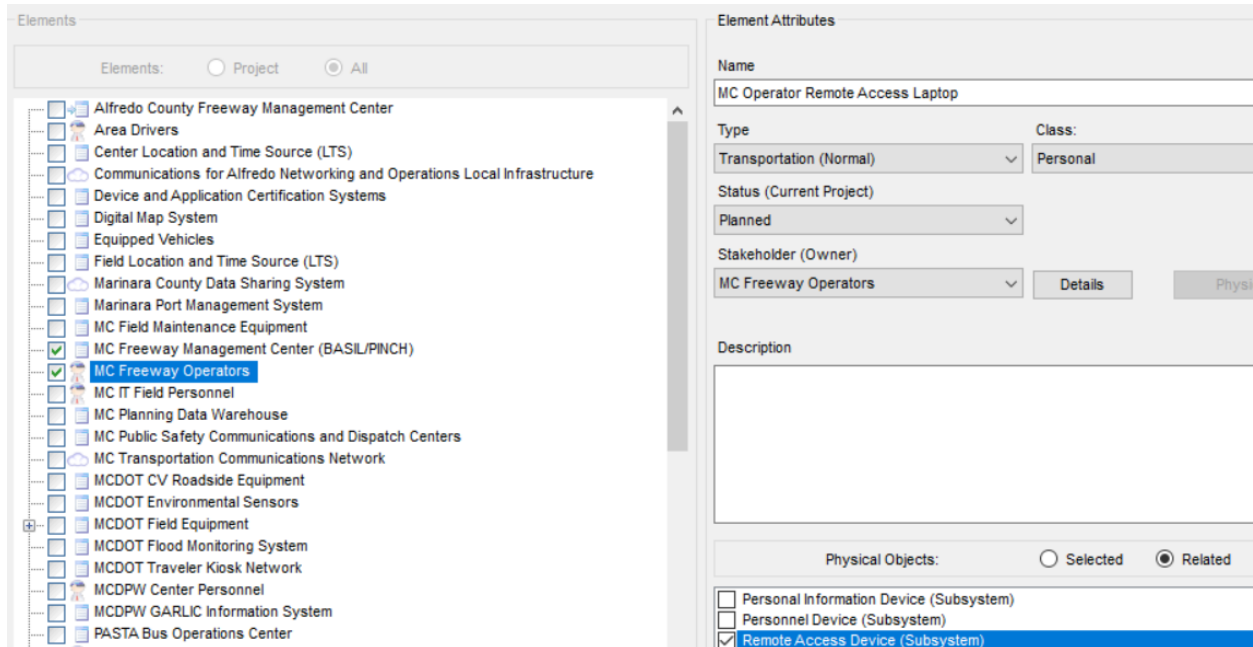 Elements
Elements: Project All
Alfredo County Freeway Management Center
Area Drivers
Center Location and Time Source (LTS)
Communications for Alfredo Networking and Operations Local Infrastructure
Device and Application Certification Systems
Digital Map System
Equipped Vehicles
Field Location and Time Source (LTS)
Marinara County Data Sharing System
Marinara Port Management System
MC Field Maintenance Equipment
MC Freeway Management Center (BASIL/PINCH)
MC Freeway Operators
MC IT Field Personnel
MC Planning Data Warehouse
MC Public Safety Communications and Dispatch Centers
MC Transportation Communications Network
MCDOT CV Roadside Equipment
MCDOT Environmental Sensors
MCDOT Field Equipment
MCDOT Flood Monitoring System
MCDOT Traveler Kiosk Network
MCDPW Center Personnel
MCDPW GARLIC Information System
PASTA Bus Operations Center
Element Attributes
Name
MC Operator Remote Access Laptop
Type Class:
Transportation (Normal) Personal
Status (Current Project)
Planned
Stakeholder (Owner)
MC Freeway Operators Details Physi
Description
Physical Objects: Selected Related
Personal Information Device (Subsystem)
Personnel Device (Subsystem)
Remote Access Device (Subsystem)